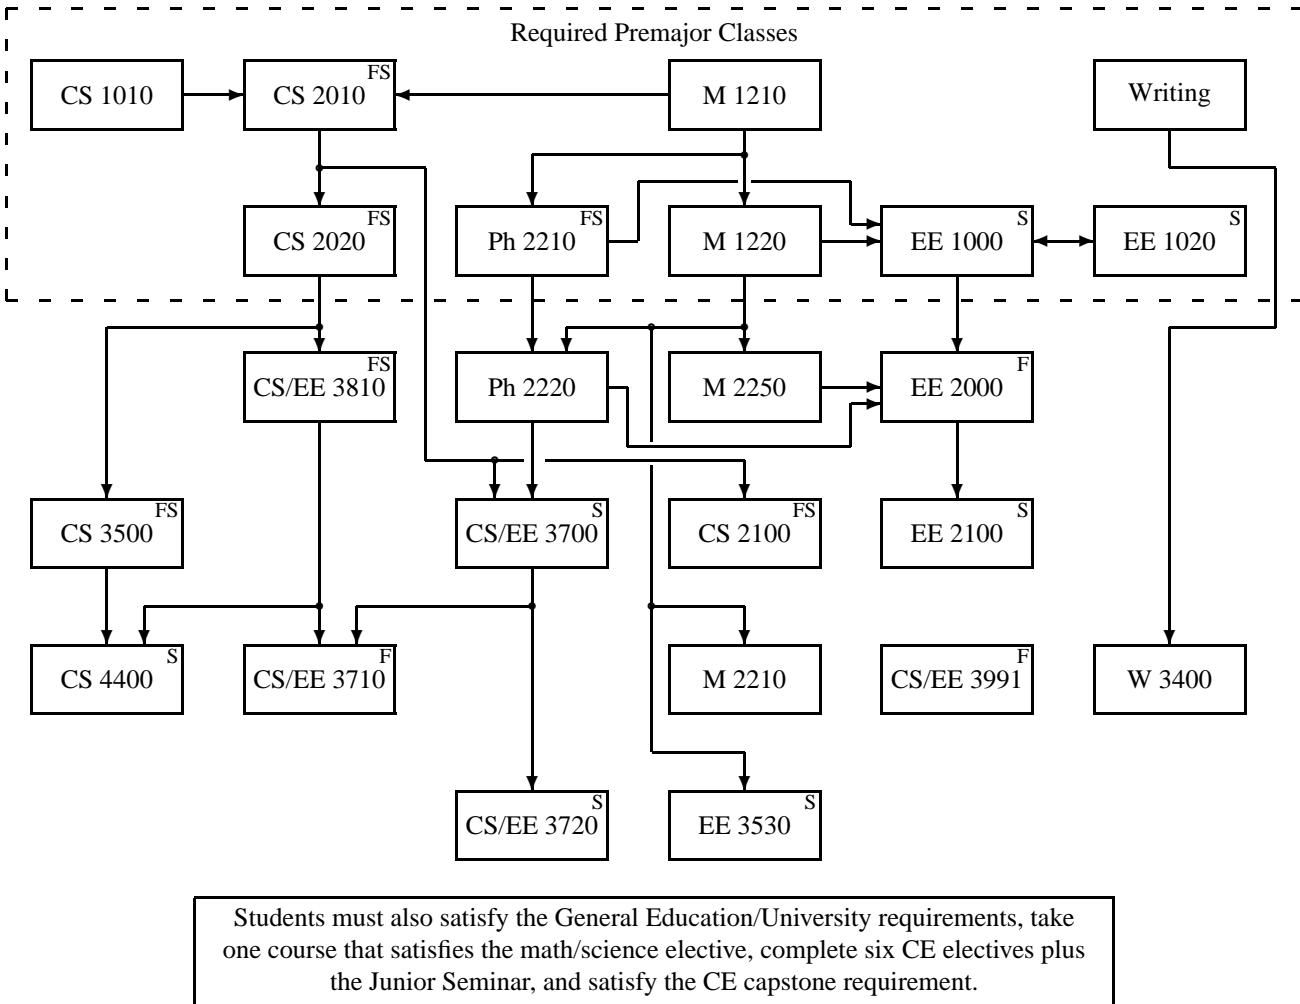 Required Premajor Classes
CS 1010
CS 2010
FS
M 1210
Writing
CS 2020
FS
Ph 2210
FS
M 1220
EE 1000
S
EE 1020
S
CS/EE 3810
FS
Ph 2220
M 2250
EE 2000
F
CS 3500
FS
CS/EE 3700
S
CS 2100
FS
EE 2100
S
CS 4400
S
CS/EE 3710
F
M 2210
CS/EE 3991
F
W 3400
CS/EE 3720
S
EE 3530
S
Students must also satisfy the General Education/University requirements, take
one course that satisfies the math/science elective, complete six CE electives plus
the Junior Seminar, and satisfy the CE capstone requirement.